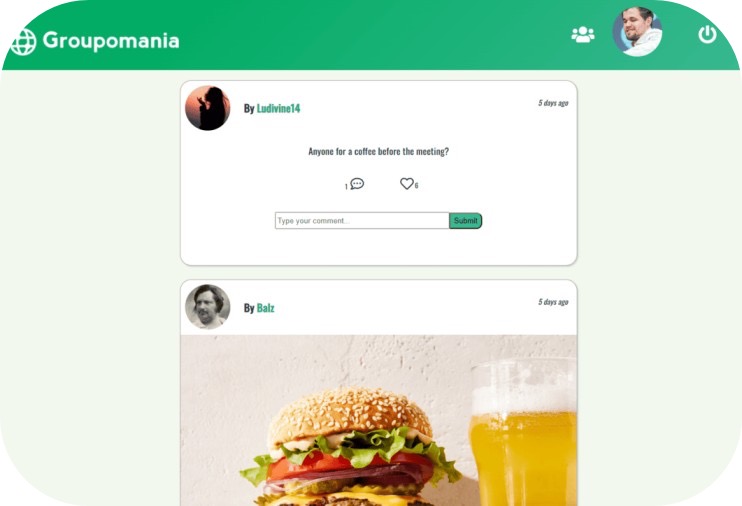 Groupomania
By Ludivine14
5 days ago
Anyone for a coffee before the meeting?
1
6
Type your comment..
Submit
By Balz
5 days ago